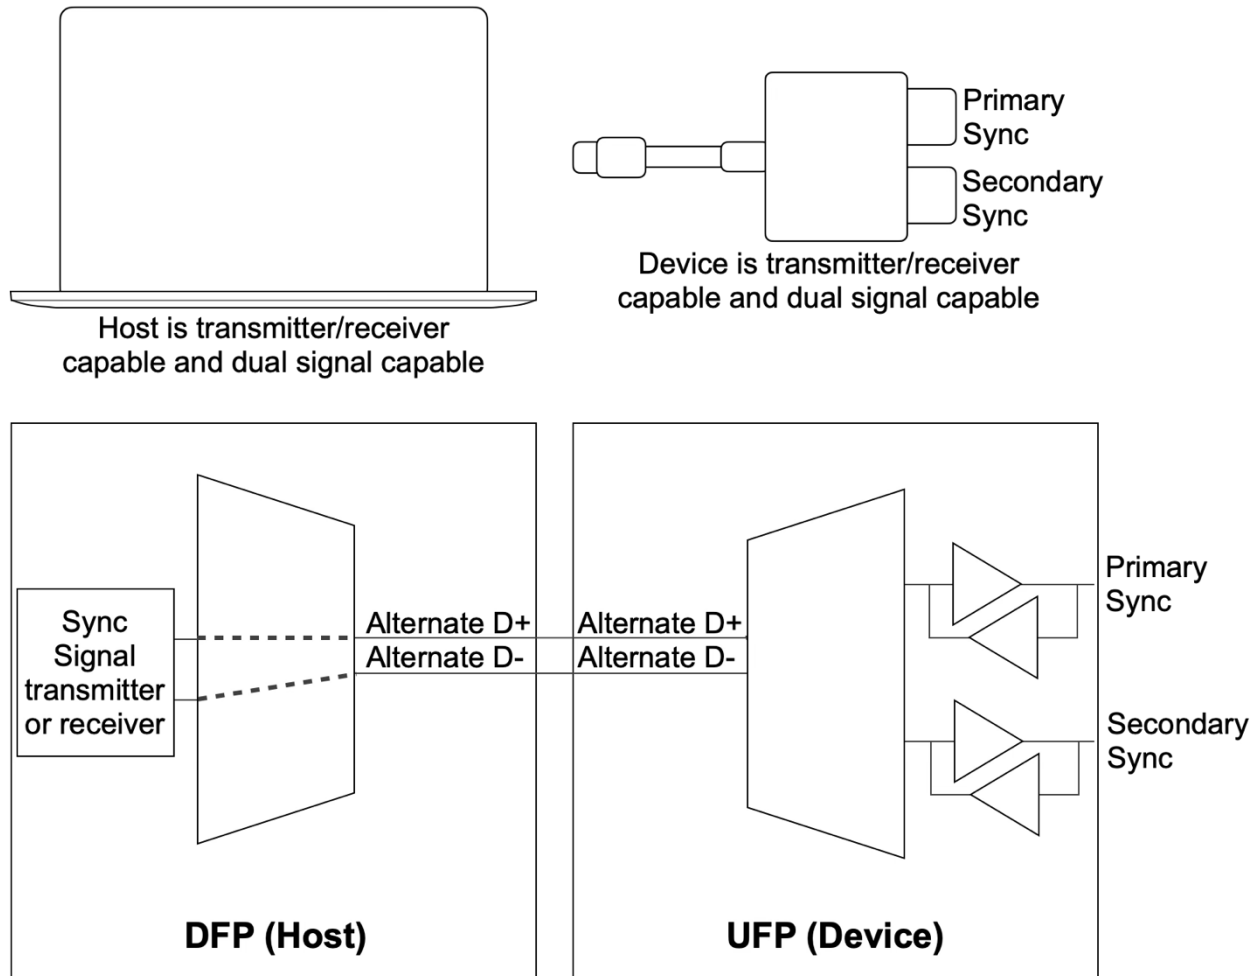 Primary
Sync
Secondary
Sync
Device is transmitter/receiver
capable and dual signal capable
Host is transmitter/receiver
capable and dual signal capable
Sync
Signal
transmitter
or receiver
Alternate D+
Alternate D-
Alternate D+
Alternate D-
Primary
Sync
Secondary
Sync
DFP (Host)
UFP (Device)